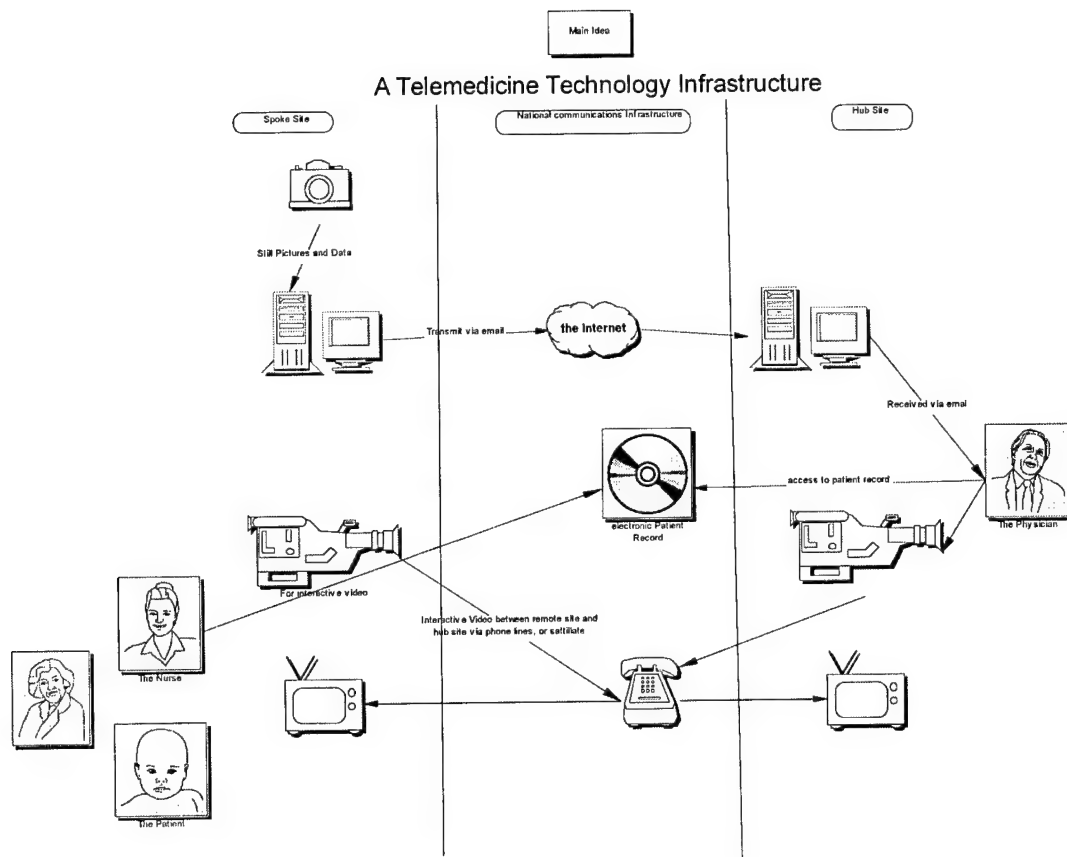 Main Idea
A Telemedicine Technology Infrastructure
Spoke Site
National communications Infrastructure
Hub Site
Still Pictures and Data
Transmit via email
the Internet
Received via email
access to patient record
electronic Patient
Record
The Physician
For interactive video
Interactive Video between remote site and
hub site via phone lines, or sattiliate
The Nurse
The Patient